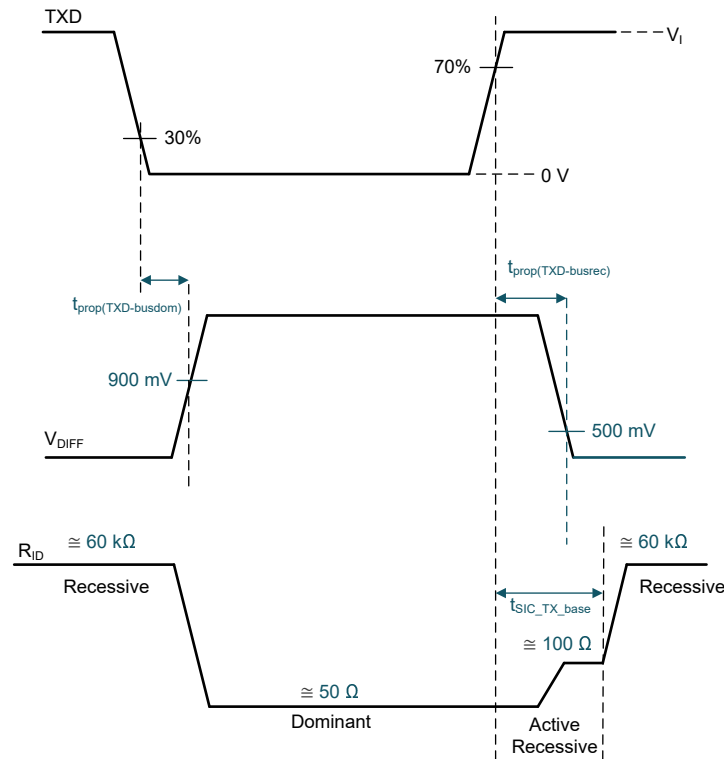 TXD
V_I
70%
30%
0 V
t_prop(TXD-busrec)
t_prop(TXD-busdom)
900 mV
500 mV
V_DIFF
≅ 60 kΩ
≅ 60 kΩ
R_ID
Recessive
Recessive
t_SIC_TX_base
≅ 100 Ω
≅ 50 Ω
Dominant
Active
Recessive